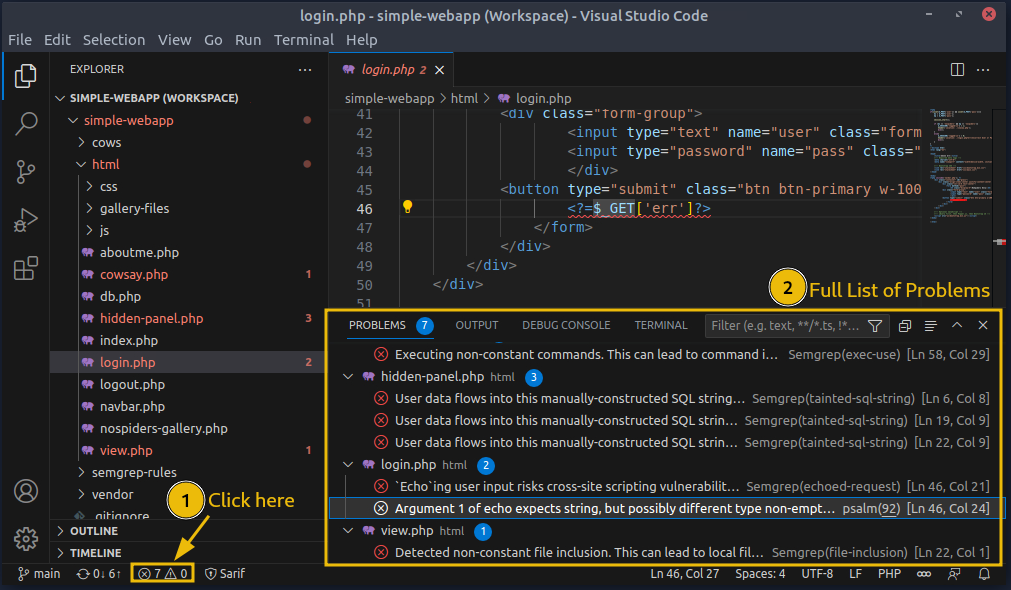 login.php - simple-webapp (Workspace) - Visual Studio Code
File Edit Selection View Go Run Terminal Help
EXPLORER
SIMPLE-WEBAPP (WORKSPACE)
simple-webapp
cows
html
css
gallery-files
js
aboutme.php
cowsay.php 1
db.php
hidden-panel.php 3
index.php
login.php 2
logout.php
navbar.php
nospiders-gallery.php
view.php 1
semgrep-rules
vendor
.gitignore
OUTLINE
TIMELINE
login.php 2
simple-webapp > html > login.php
41 <div class="form-group">
42 <input type="text" name="user" class="form
43 <input type="password" name="pass" class="
44 </div>
45 <button type="submit" class="btn btn-primary w-100
46 <?=$_GET['err']?>
47 </form>
48 </div>
49 </div>
50 </div>
51
2 Full List of Problems
PROBLEMS 7 OUTPUT DEBUG CONSOLE TERMINAL Filter (e.g. text, **/*.ts, !*...
Executing non-constant commands. This can lead to command i... Semgrep(exec-use) [Ln 58, Col 29]
hidden-panel.php html 3
User data flows into this manually-constructed SQL string... Semgrep(tainted-sql-string) [Ln 6, Col 8]
User data flows into this manually-constructed SQL strin... Semgrep(tainted-sql-string) [Ln 19, Col 9]
User data flows into this manually-constructed SQL strin... Semgrep(tainted-sql-string) [Ln 22, Col 9]
login.php html 2
`Echo`ing user input risks cross-site scripting vulnerabilit... Semgrep(echoed-request) [Ln 46, Col 21]
Argument 1 of echo expects string, but possibly different type non-empt... psalm(92) [Ln 46, Col 24]
view.php html 1
Detected non-constant file inclusion. This can lead to local fil... Semgrep(file-inclusion) [Ln 22, Col 1]
1 Click here
main 0↓ 6↑ 7 0 Sarif Ln 46, Col 27 Spaces: 4 UTF-8 LF PHP